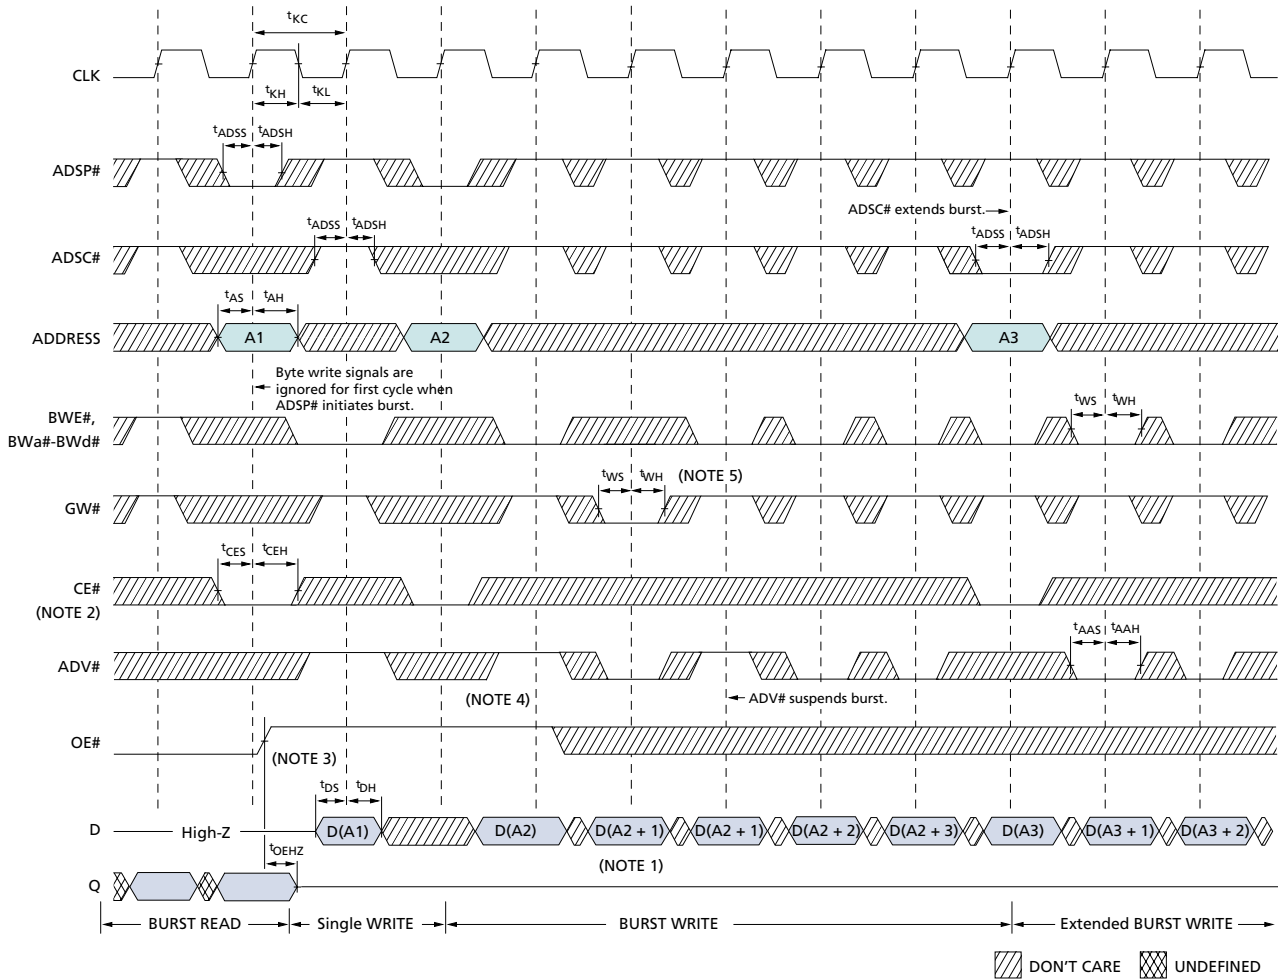 tKC
CLK
tKH tKL
tADSS tADSH
ADSP#
ADSC# extends burst.
tADSS tADSH
tADSS tADSH
ADSC#
tAS tAH
ADDRESS A1 A2 A3
Byte write signals are
ignored for first cycle when
ADSP# initiates burst.
BWE#,
BWa#-BWd#
tWS tWH
tWS tWH (NOTE 5)
GW#
tCES tCEH
CE#
(NOTE 2)
tAAS tAAH
ADV#
(NOTE 4) ADV# suspends burst.
OE#
(NOTE 3)
tDS tDH
D High-Z D(A1) D(A2) D(A2 + 1) D(A2 + 1) D(A2 + 2) D(A2 + 3) D(A3) D(A3 + 1) D(A3 + 2)
tOEHZ (NOTE 1)
Q
BURST READ Single WRITE BURST WRITE Extended BURST WRITE
DON'T CARE UNDEFINED